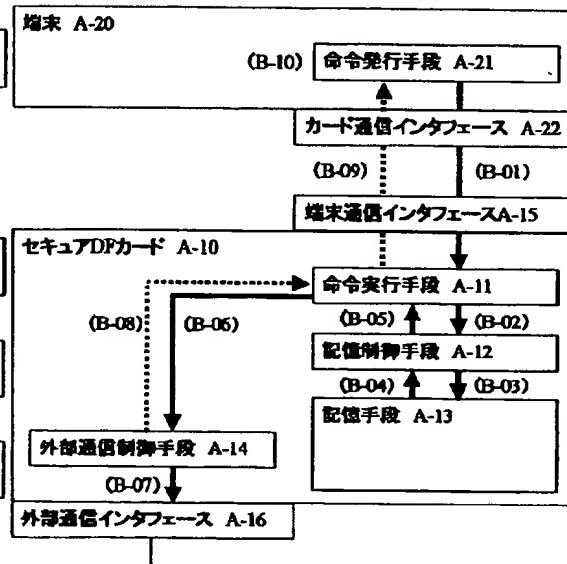 端末 A-20
(B-10) 命令発行手段 A-21
カード通信インタフェース A-22
(B-09) (B-01)
端末通信インタフェースA-15
セキュアDFカード A-10
命令実行手段 A-11
(B-08) (B-06) (B-05) (B-02)
記憶制御手段 A-12
(B-04) (B-03)
記憶手段 A-13
外部通信制御手段 A-14
(B-07)
外部通信インタフェース A-16